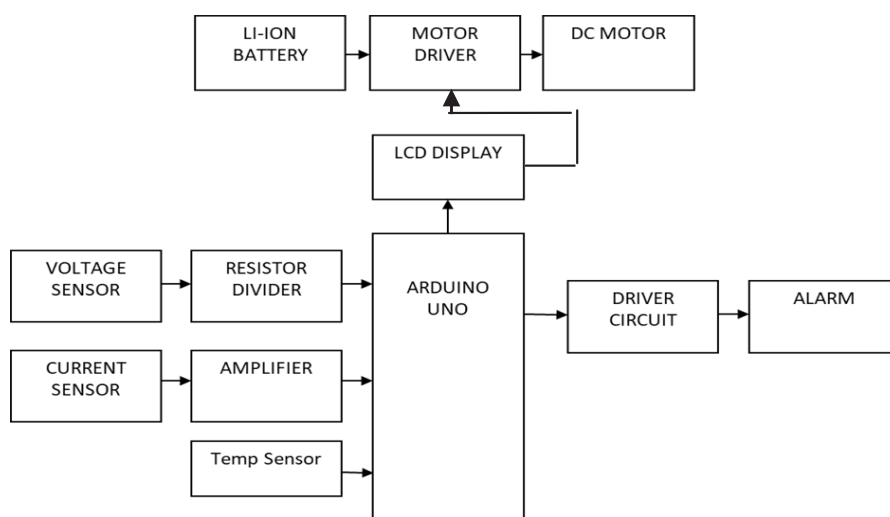 LI-ION
BATTERY
MOTOR
DRIVER
DC MOTOR
LCD DISPLAY
VOLTAGE
SENSOR
RESISTOR
DIVIDER
ARDUINO
UNO
DRIVER
CIRCUIT
ALARM
CURRENT
SENSOR
AMPLIFIER
Temp Sensor